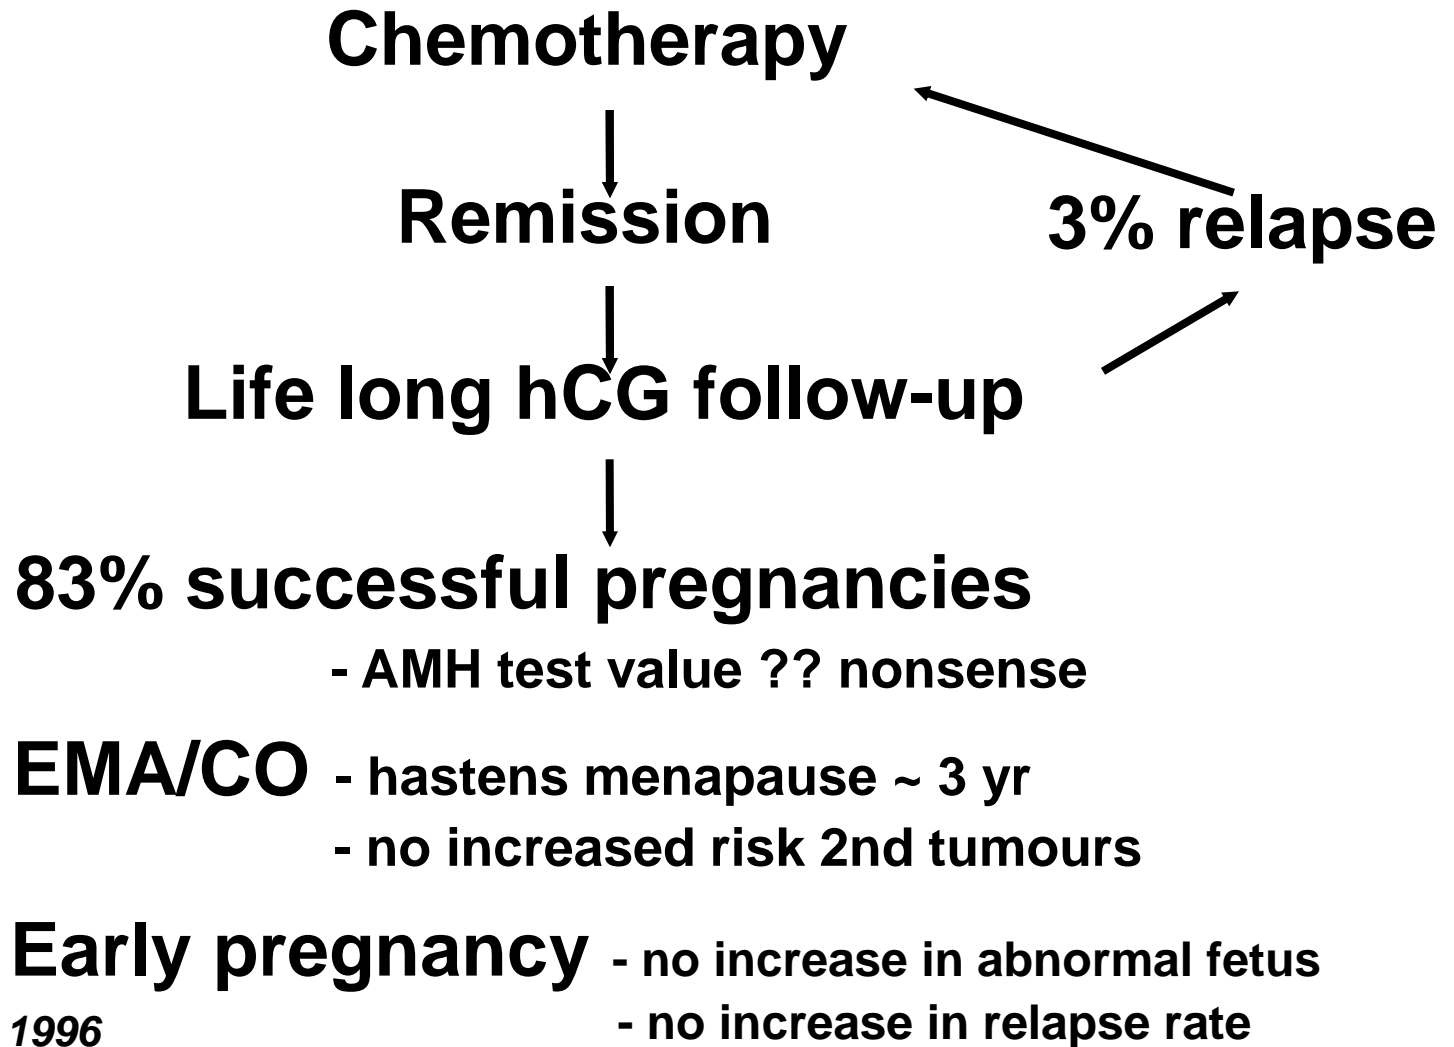 Chemotherapy
Remission
3% relapse
Life long hCG follow-up
83% successful pregnancies
- AMH test value ?? nonsense
EMA/CO - hastens menapause ~ 3 yr
- no increased risk 2nd tumours
Early pregnancy - no increase in abnormal fetus
1996 - no increase in relapse rate